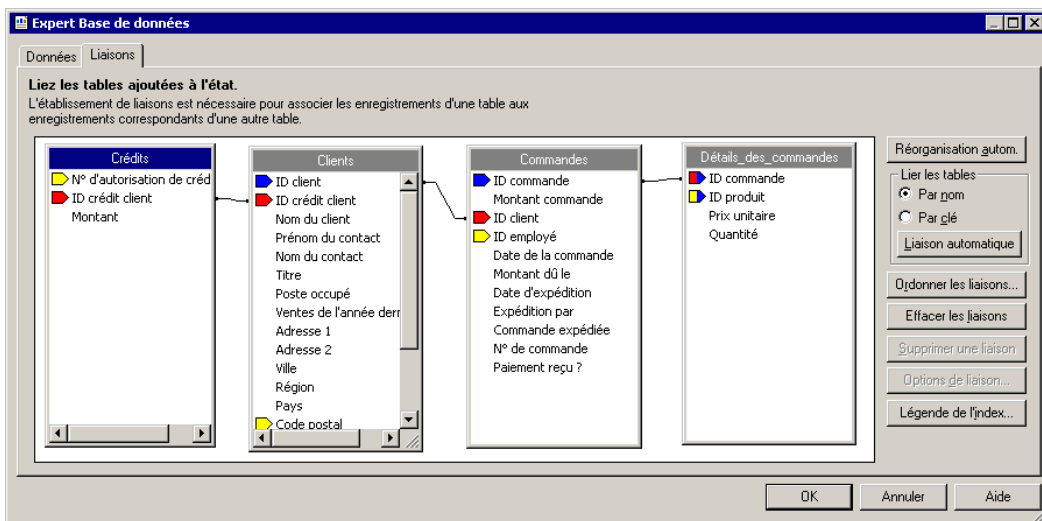 Expert Base de données
Données
Liaisons
Liez les tables ajoutées à l'état.
L'établissement de liaisons est nécessaire pour associer les enregistrements d'une table aux
enregistrements correspondants d'une autre table.
Crédits
N° d'autorisation de créd
ID crédit client
Montant
Clients
ID client
ID crédit client
Nom du client
Prénom du contact
Nom du contact
Titre
Poste occupé
Ventes de l'année derr
Adresse 1
Adresse 2
Ville
Région
Pays
Code postal
Commandes
ID commande
Montant commande
ID client
ID employé
Date de la commande
Montant dû le
Date d'expédition
Expédition par
Commande expédiée
N° de commande
Paiement reçu ?
Détails_des_commandes
ID commande
ID produit
Prix unitaire
Quantité
Réorganisation autom.
Lier les tables
Par nom
Par clé
Liaison automatique
Ordonner les liaisons...
Effacer les liaisons
Supprimer une liaison
Options de liaison...
Légende de l'index...
OK
Annuler
Aide